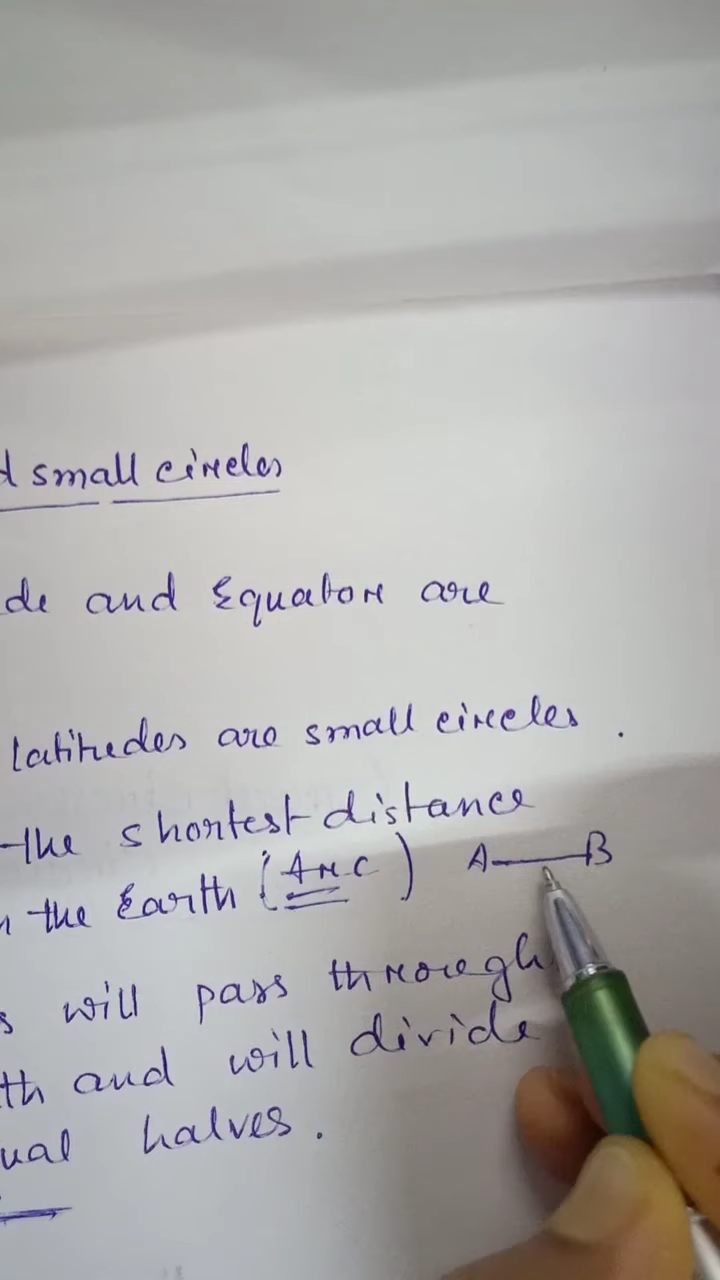 d small circles
de and Equator are
latitudes are small circles.
the shortest distance
n the Earth (Arc) A B
s will pass through
th and will divide
ual halves.